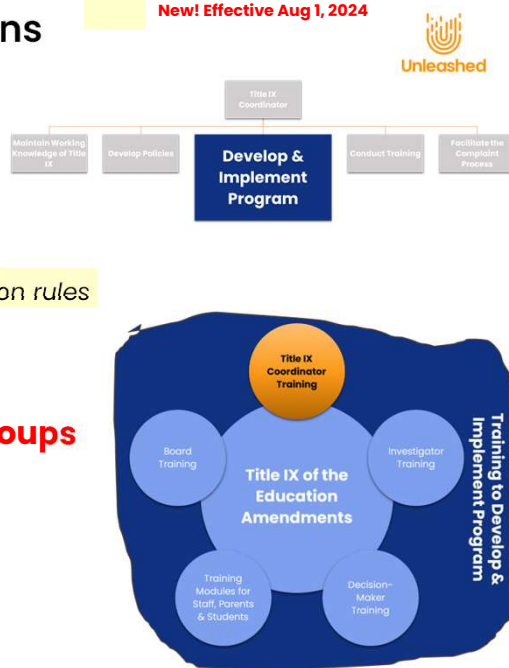 New! Effective Aug 1, 2024
ns
Unleashed
Title IX
Coordinator
Maintain Working
Knowledge of Title
IX
Develop Policies
Develop &
Implement
Program
Conduct Training
Facilitate the
Complaint
Process
on rules
oups
Title IX
Coordinator
Training
Board
Training
Investigator
Training
Title IX of the
Education
Amendments
Training
Modules for
Staff, Parents
& Students
Decision-
Maker
Training
Training to Develop &
Implement Program